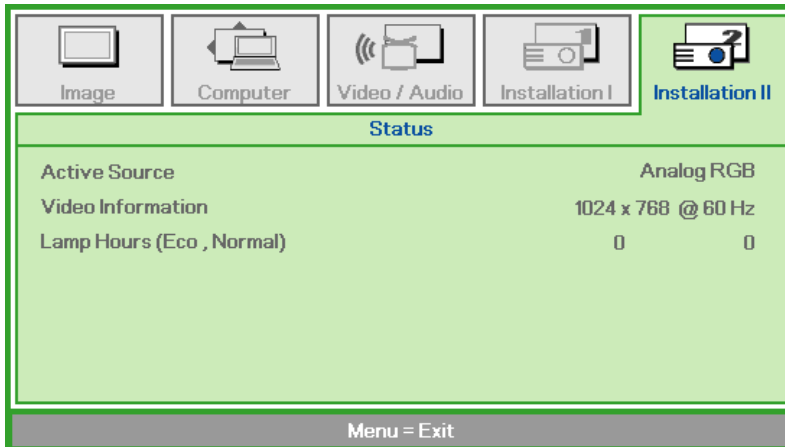 Image Computer Video / Audio Installation I Installation II
Status
Active Source Analog RGB
Video Information 1024 x 768 @ 60 Hz
Lamp Hours (Eco , Normal) 0 0
Menu = Exit